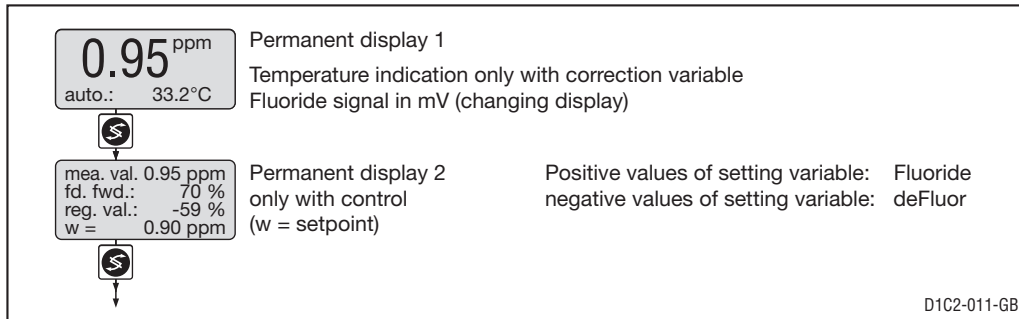 0.95 ppm
auto.: 33.2°C
Permanent display 1
Temperature indication only with correction variable
Fluoride signal in mV (changing display)
mea. val. 0.95 ppm
fd. fwd.: 70 %
reg. val.: -59 %
w = 0.90 ppm
Permanent display 2
only with control
(w = setpoint)
Positive values of setting variable: Fluoride
negative values of setting variable: deFluor
D1C2-011-GB